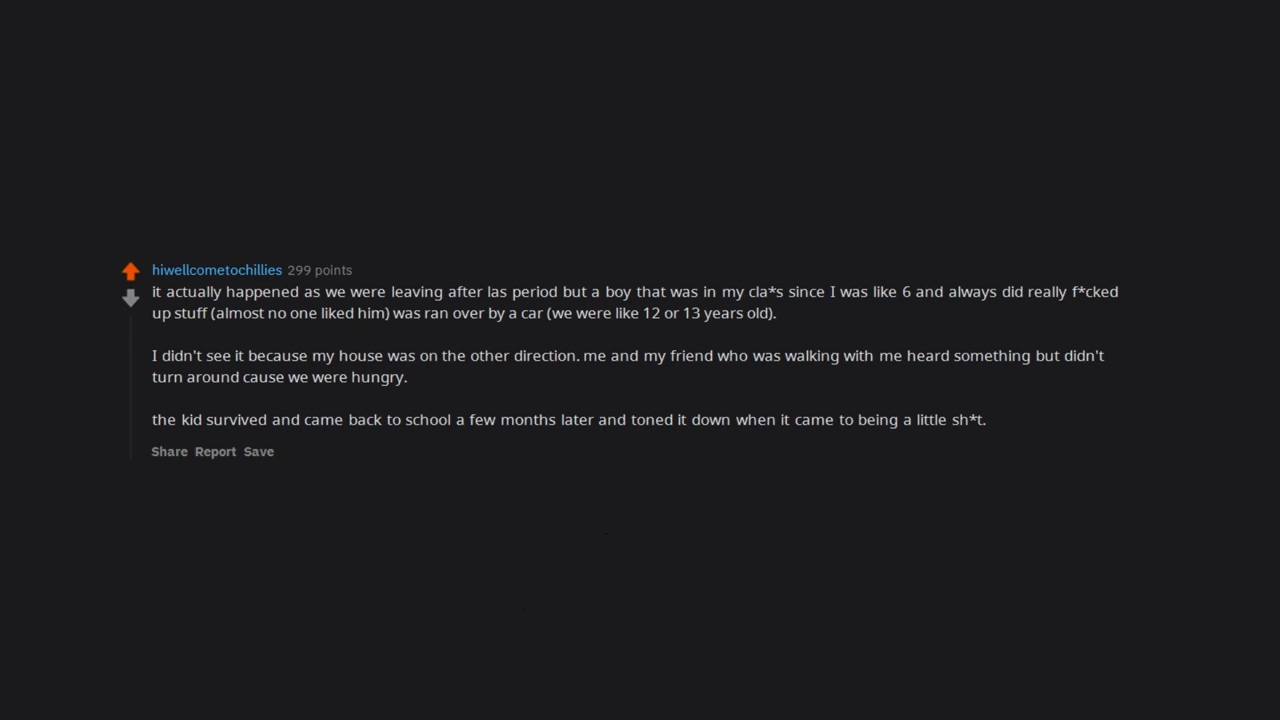 hiwellcometochillies 299 points
it actually happened as we were leaving after las period but a boy that was in my cla*s since I was like 6 and always did really f*cked
up stuff (almost no one liked him) was ran over by a car (we were like 12 or 13 years old).
I didn't see it because my house was on the other direction. me and my friend who was walking with me heard something but didn't
turn around cause we were hungry.
the kid survived and came back to school a few months later and toned it down when it came to being a little sh*t.
Share Report Save